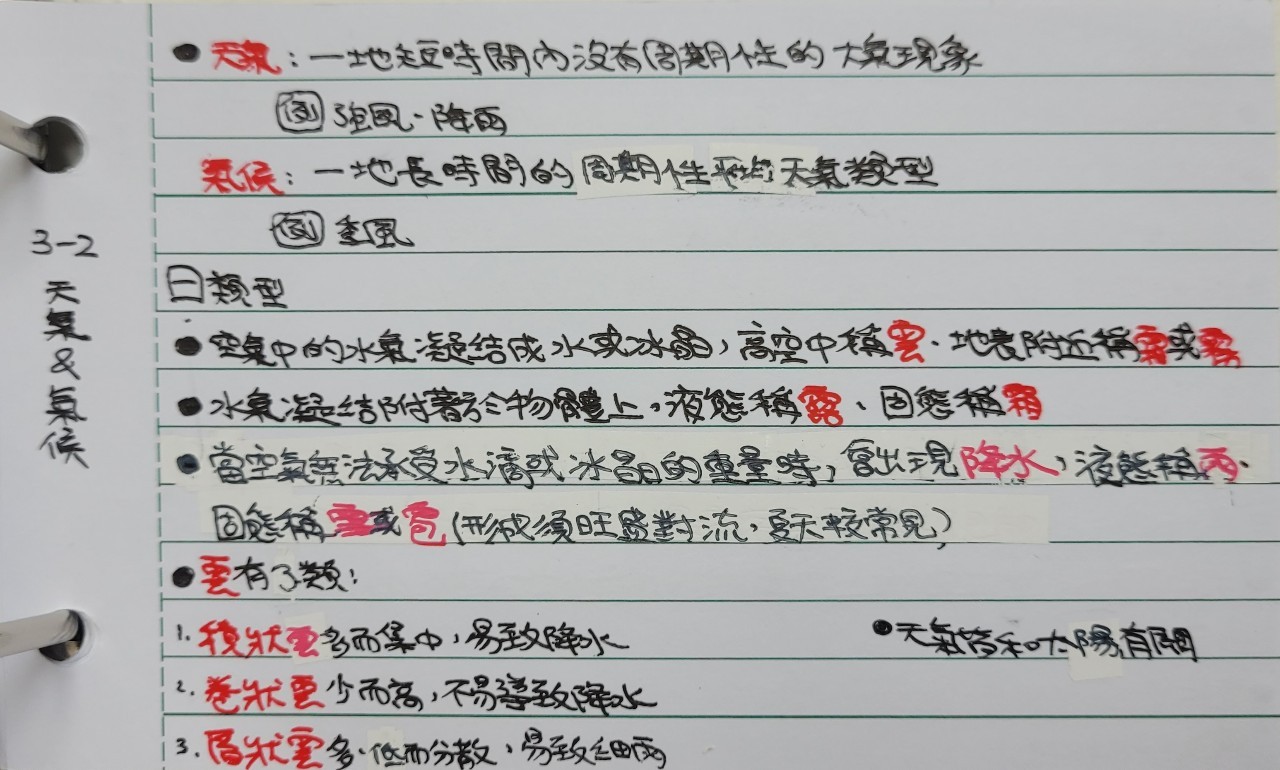 3-2
天氣&氣候
天氣：一地短時間內沒有周期性的大氣現象
例 強風、降雨
氣候：一地長時間的周期性平均天氣類型
例 季風
日類型
空氣中的水氣凝結成水或冰晶，高空中稱雲、地表附近稱霧或靄
水氣凝結附著於物體上，液態稱露、固態稱霜
當空氣無法承受水滴或冰晶的重量時，會出現降水，液態稱雨、
固態稱雪或雹(形成須旺盛對流，夏天較常見)
雲有3類：
1. 積狀雲多而集中，易致降水
天氣皆和太陽有關
2. 卷狀雲少而高，不易導致降水
3. 層狀雲多、低而分散，易致細雨